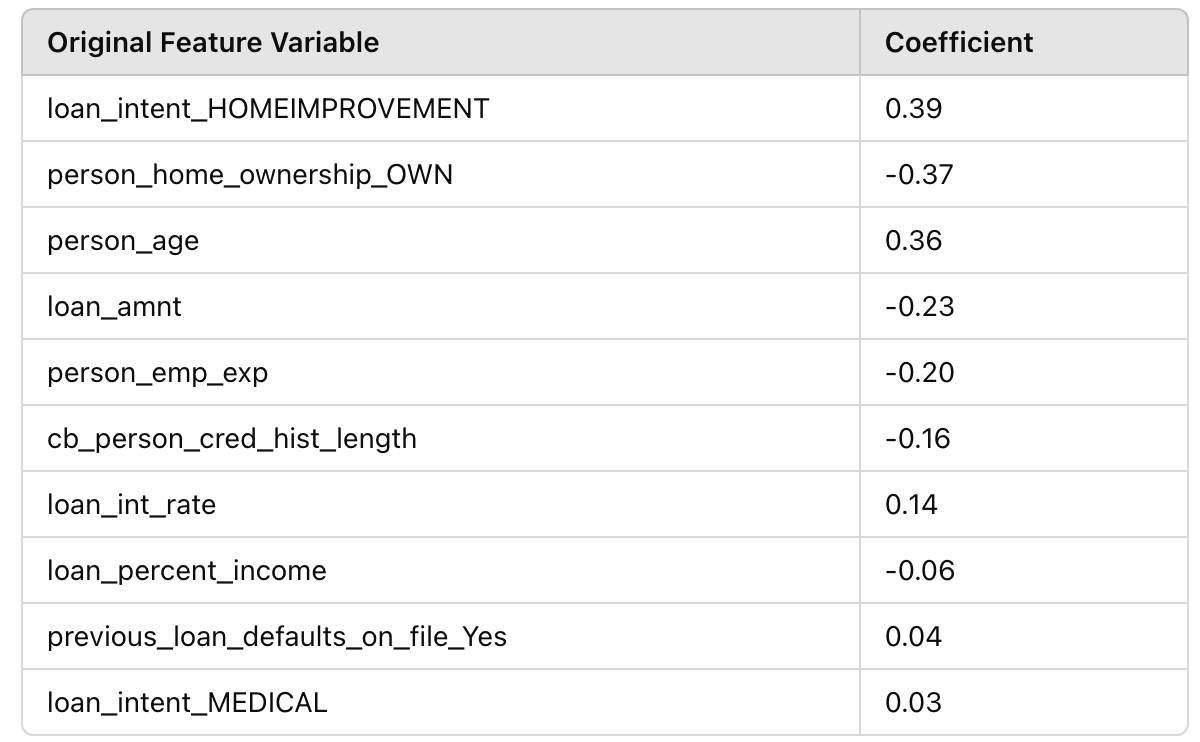 Original Feature Variable Coefficient
loan_intent_HOMEIMPROVEMENT 0.39
person_home_ownership_OWN -0.37
person_age 0.36
loan_amnt -0.23
person_emp_exp -0.20
cb_person_cred_hist_length -0.16
loan_int_rate 0.14
loan_percent_income -0.06
previous_loan_defaults_on_file_Yes 0.04
loan_intent_MEDICAL 0.03